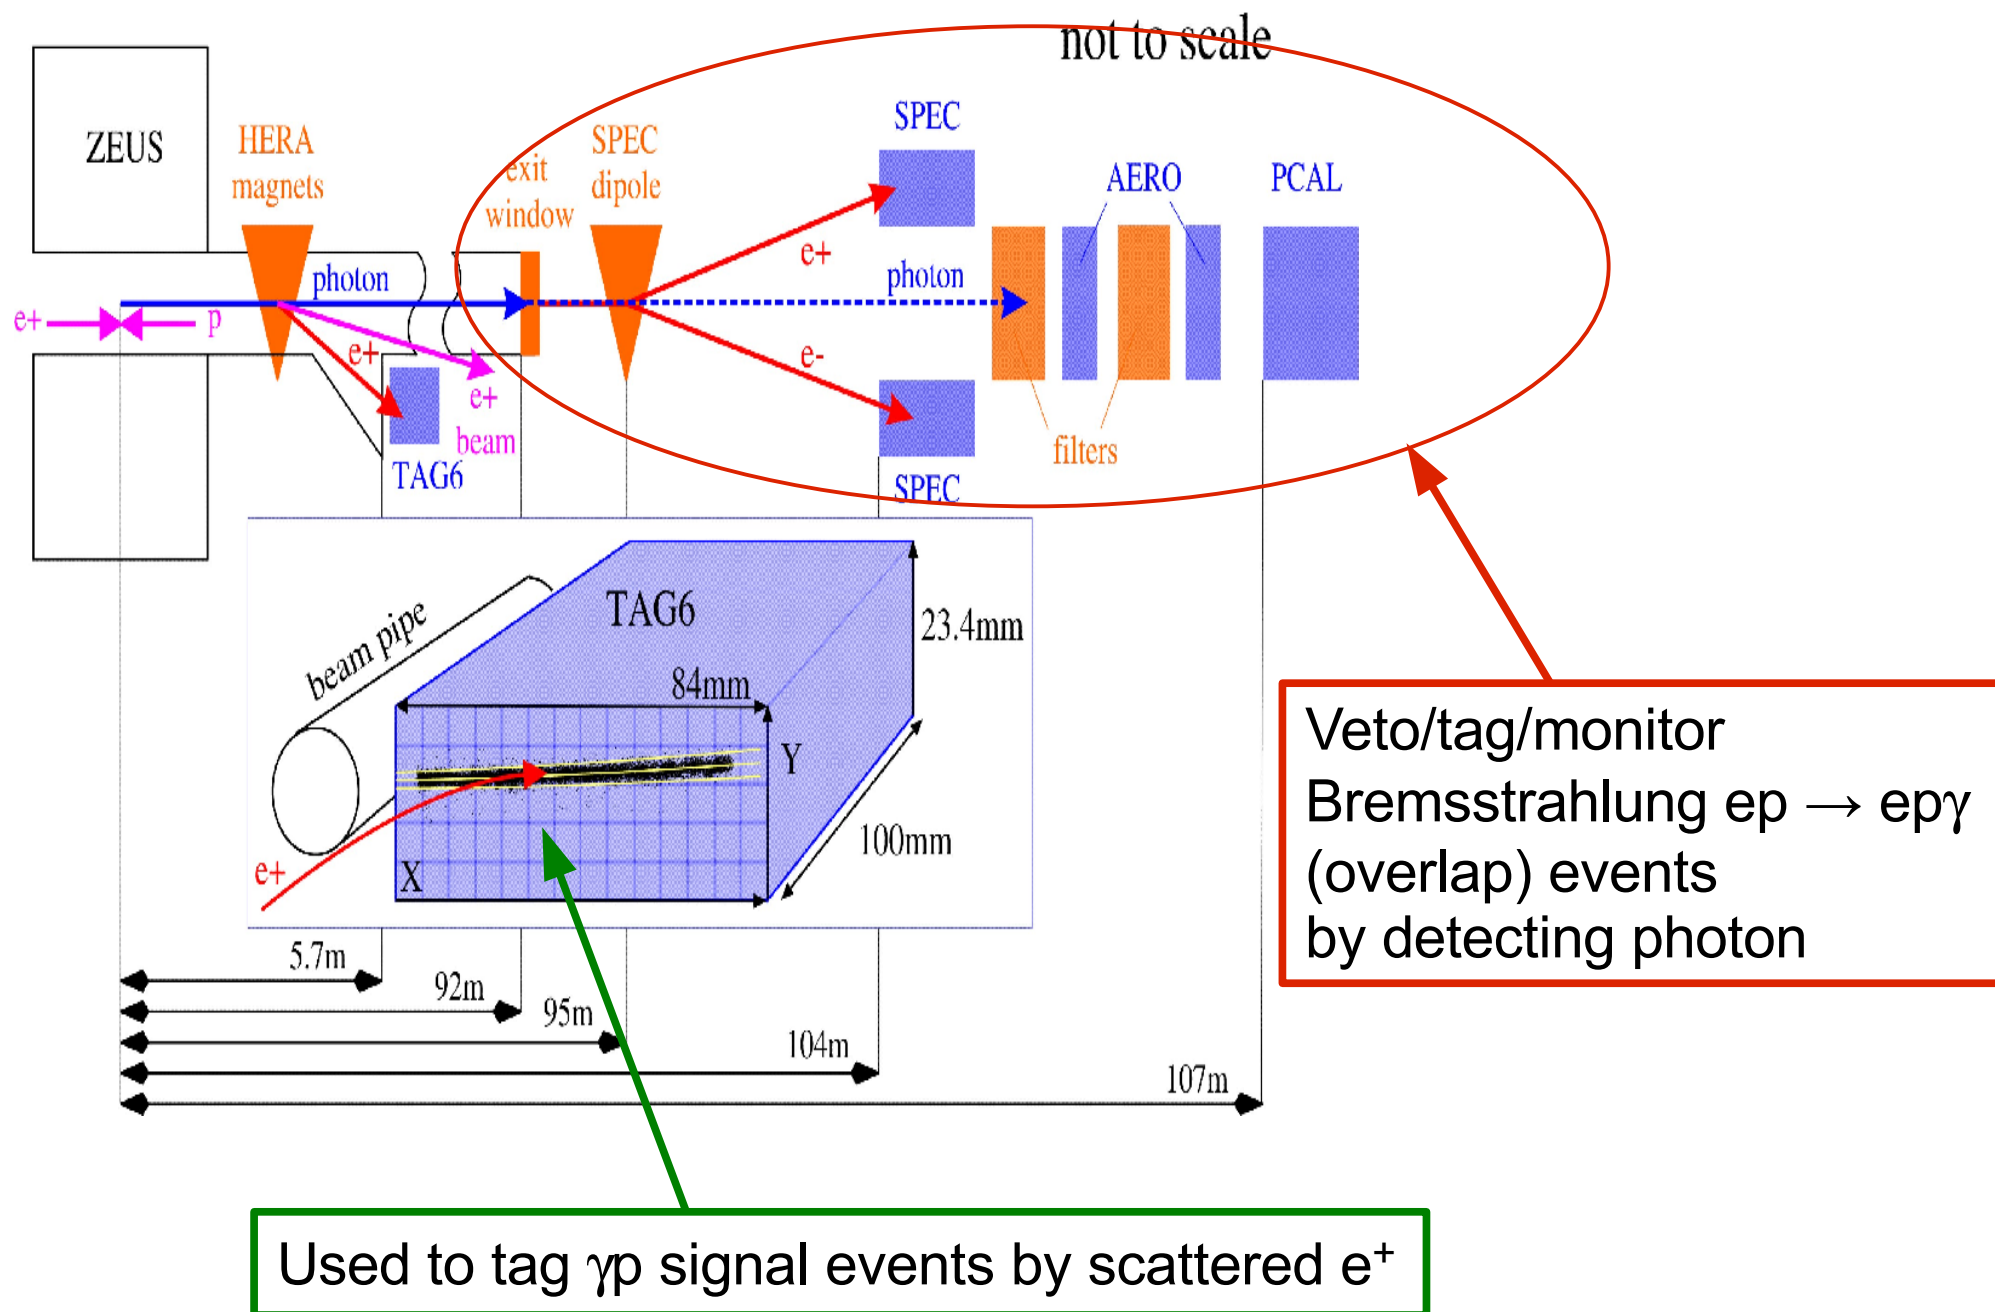 not to scale
ZEUS
HERA
magnets
exit
window
SPEC
dipole
SPEC
AERO
PCAL
photon
e+
photon
e+
p
e+
e-
e+
beam
TAG6
filters
SPEC
TAG6
beam pipe
23.4mm
84mm
Y
100mm
X
e+
5.7m
92m
95m
104m
107m
Veto/tag/monitor
Bremsstrahlung ep → epγ
(overlap) events
by detecting photon
Used to tag γp signal events by scattered e⁺